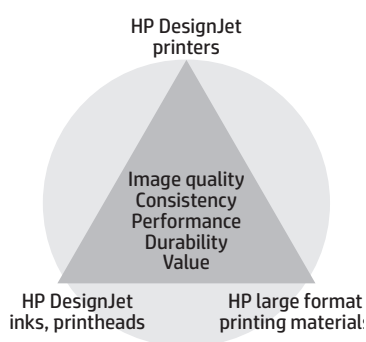 HP DesignJet
printers
Image quality
Consistency
Performance
Durability
Value
HP DesignJet
inks, printheads
HP large format
printing materials